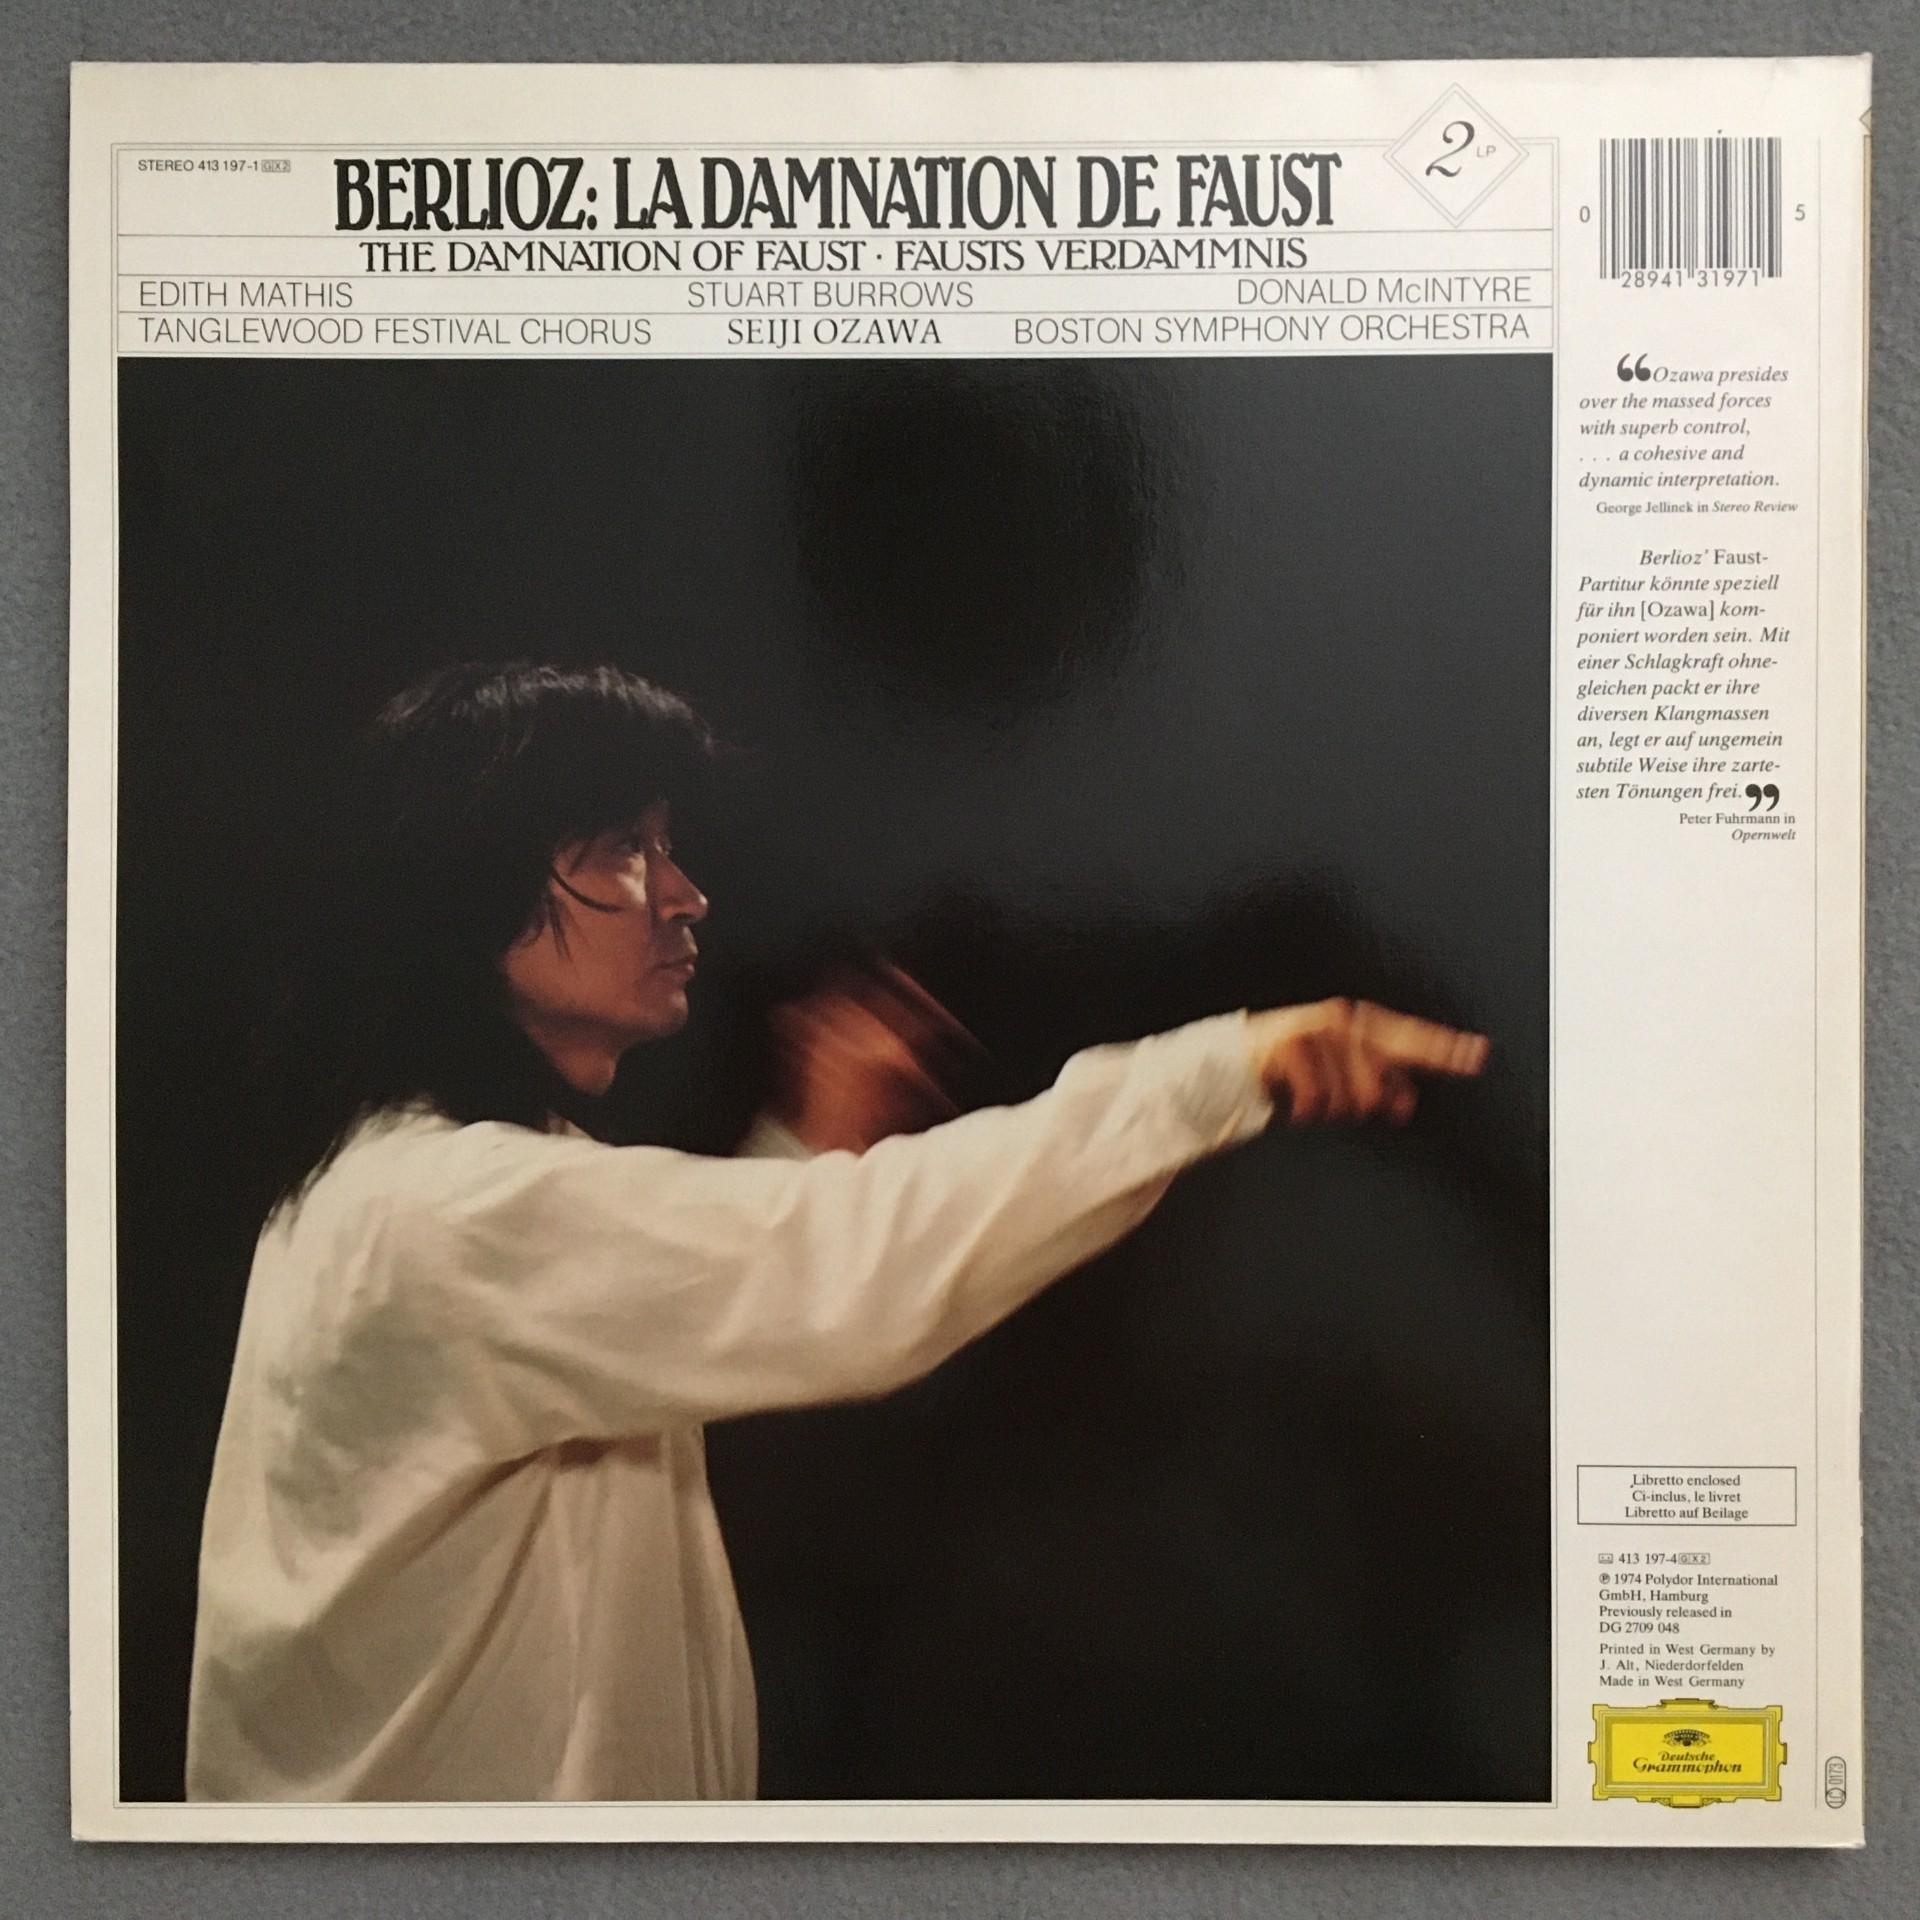 STEREO 413 197-1 GX2
BERLIOZ: LA DAMNATION DE FAUST
2 LP
THE DAMNATION OF FAUST · FAUSTS VERDAMMNIS
EDITH MATHIS STUART BURROWS DONALD McINTYRE
TANGLEWOOD FESTIVAL CHORUS SEIJI OZAWA BOSTON SYMPHONY ORCHESTRA
0 28941 31971 5
“Ozawa presides
over the massed forces
with superb control,
. . . a cohesive and
dynamic interpretation.
George Jellinek in Stereo Review
Berlioz’ Faust-
Partitur könnte speziell
für ihn [Ozawa] kom-
poniert worden sein. Mit
einer Schlagkraft ohne-
gleichen packt er ihre
diversen Klangmassen
an, legt er auf ungemein
subtile Weise ihre zarte-
sten Tönungen frei.”
Peter Fuhrmann in
Opernwelt
Libretto enclosed
Ci-inclus, le livret
Libretto auf Beilage
413 197-4 GX2
℗ 1974 Polydor International
GmbH, Hamburg
Previously released in
DG 2709 048
Printed in West Germany by
J. Alt, Niederdorfelden
Made in West Germany
Deutsche
Grammophon
LC 0173